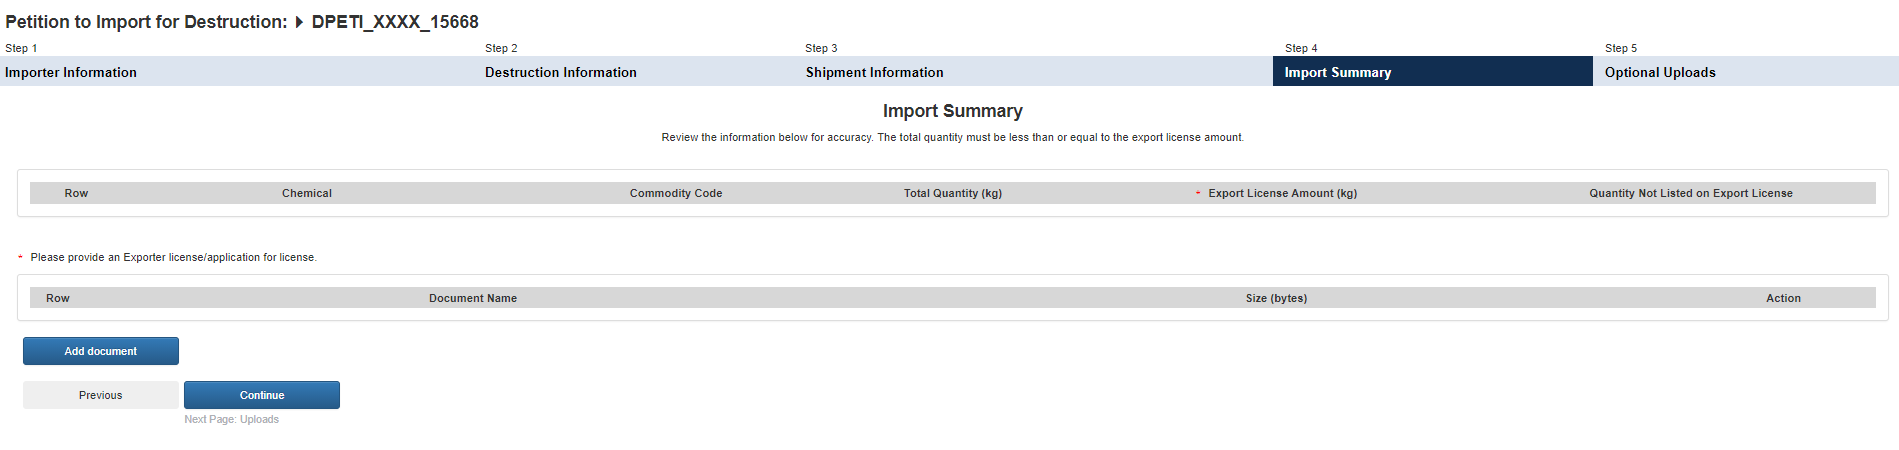 Petition to Import for Destruction: DPETI_XXXX_15668
Step 1 Step 2 Step 3 Step 4 Step 5
Importer Information Destruction Information Shipment Information Import Summary Optional Uploads
Import Summary
Review the information below for accuracy. The total quantity must be less than or equal to the export license amount.
Row Chemical Commodity Code Total Quantity (kg) * Export License Amount (kg) Quantity Not Listed on Export License
* Please provide an Exporter license/application for license.
Row Document Name Size (bytes) Action
Add document
Previous Continue
Next Page: Uploads